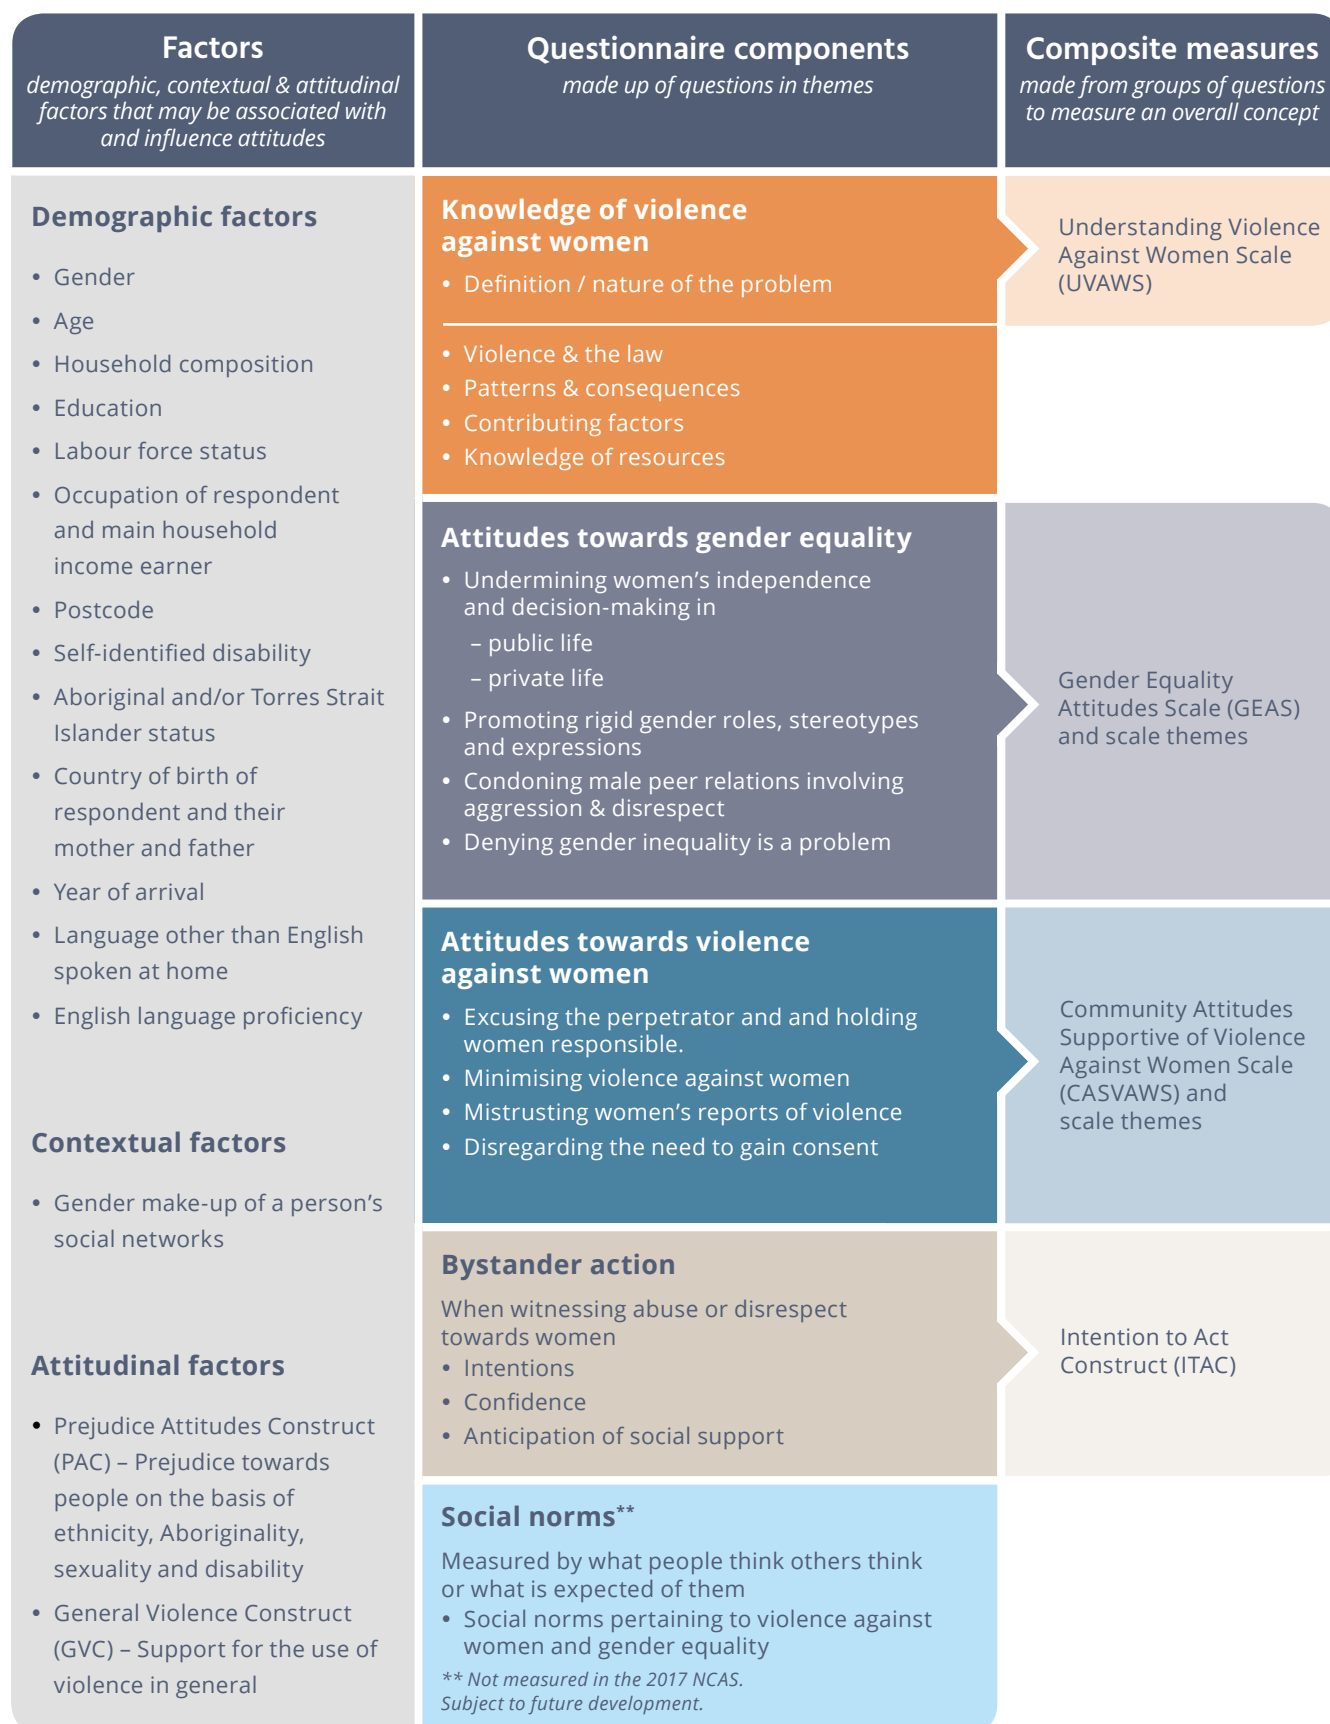 Factors
demographic, contextual & attitudinal
factors that may be associated with
and influence attitudes
Demographic factors
• Gender
• Age
• Household composition
• Education
• Labour force status
• Occupation of respondent
and main household
income earner
• Postcode
• Self-identified disability
• Aboriginal and/or Torres Strait
Islander status
• Country of birth of
respondent and their
mother and father
• Year of arrival
• Language other than English
spoken at home
• English language proficiency
Contextual factors
• Gender make-up of a person's
social networks
Attitudinal factors
• Prejudice Attitudes Construct
(PAC) – Prejudice towards
people on the basis of
ethnicity, Aboriginality,
sexuality and disability
• General Violence Construct
(GVC) – Support for the use of
violence in general
Questionnaire components
made up of questions in themes
Knowledge of violence
against women
• Definition / nature of the problem
• Violence & the law
• Patterns & consequences
• Contributing factors
• Knowledge of resources
Attitudes towards gender equality
• Undermining women's independence
and decision-making in
– public life
– private life
• Promoting rigid gender roles, stereotypes
and expressions
• Condoning male peer relations involving
aggression & disrespect
• Denying gender inequality is a problem
Attitudes towards violence
against women
• Excusing the perpetrator and and holding
women responsible.
• Minimising violence against women
• Mistrusting women's reports of violence
• Disregarding the need to gain consent
Bystander action
When witnessing abuse or disrespect
towards women
• Intentions
• Confidence
• Anticipation of social support
Social norms**
Measured by what people think others think
or what is expected of them
• Social norms pertaining to violence against
women and gender equality
** Not measured in the 2017 NCAS.
Subject to future development.
Composite measures
made from groups of questions
to measure an overall concept
Understanding Violence
Against Women Scale
(UVAWS)
Gender Equality
Attitudes Scale (GEAS)
and scale themes
Community Attitudes
Supportive of Violence
Against Women Scale
(CASVAWS) and
scale themes
Intention to Act
Construct (ITAC)